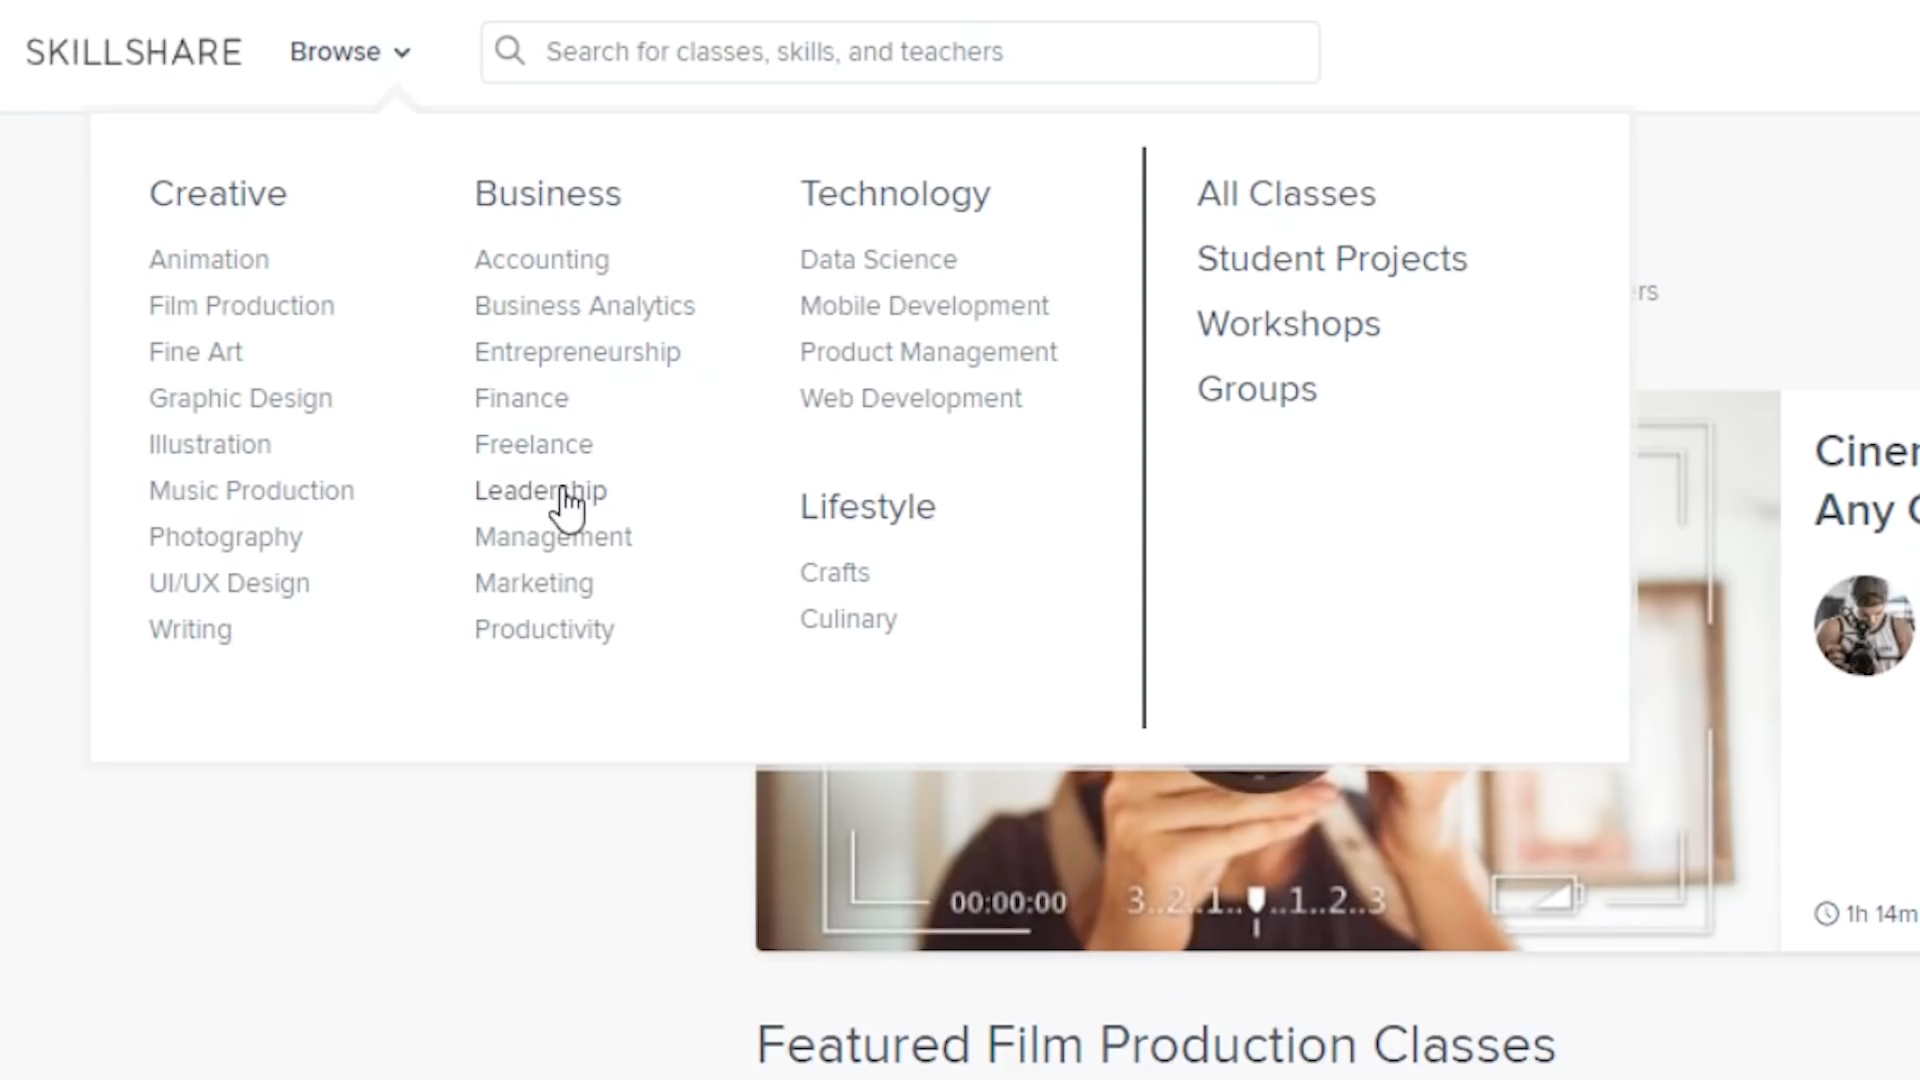 SKILLSHARE
Browse
Search for classes, skills, and teachers
Creative
Animation
Film Production
Fine Art
Graphic Design
Illustration
Music Production
Photography
UI/UX Design
Writing
Business
Accounting
Business Analytics
Entrepreneurship
Finance
Freelance
Leadership
Management
Marketing
Productivity
Technology
Data Science
Mobile Development
Product Management
Web Development
Lifestyle
Crafts
Culinary
All Classes
Student Projects
Workshops
Groups
Any
1h 14m
00:00:00
3..2..1.. ..1..2..3
Featured Film Production Classes